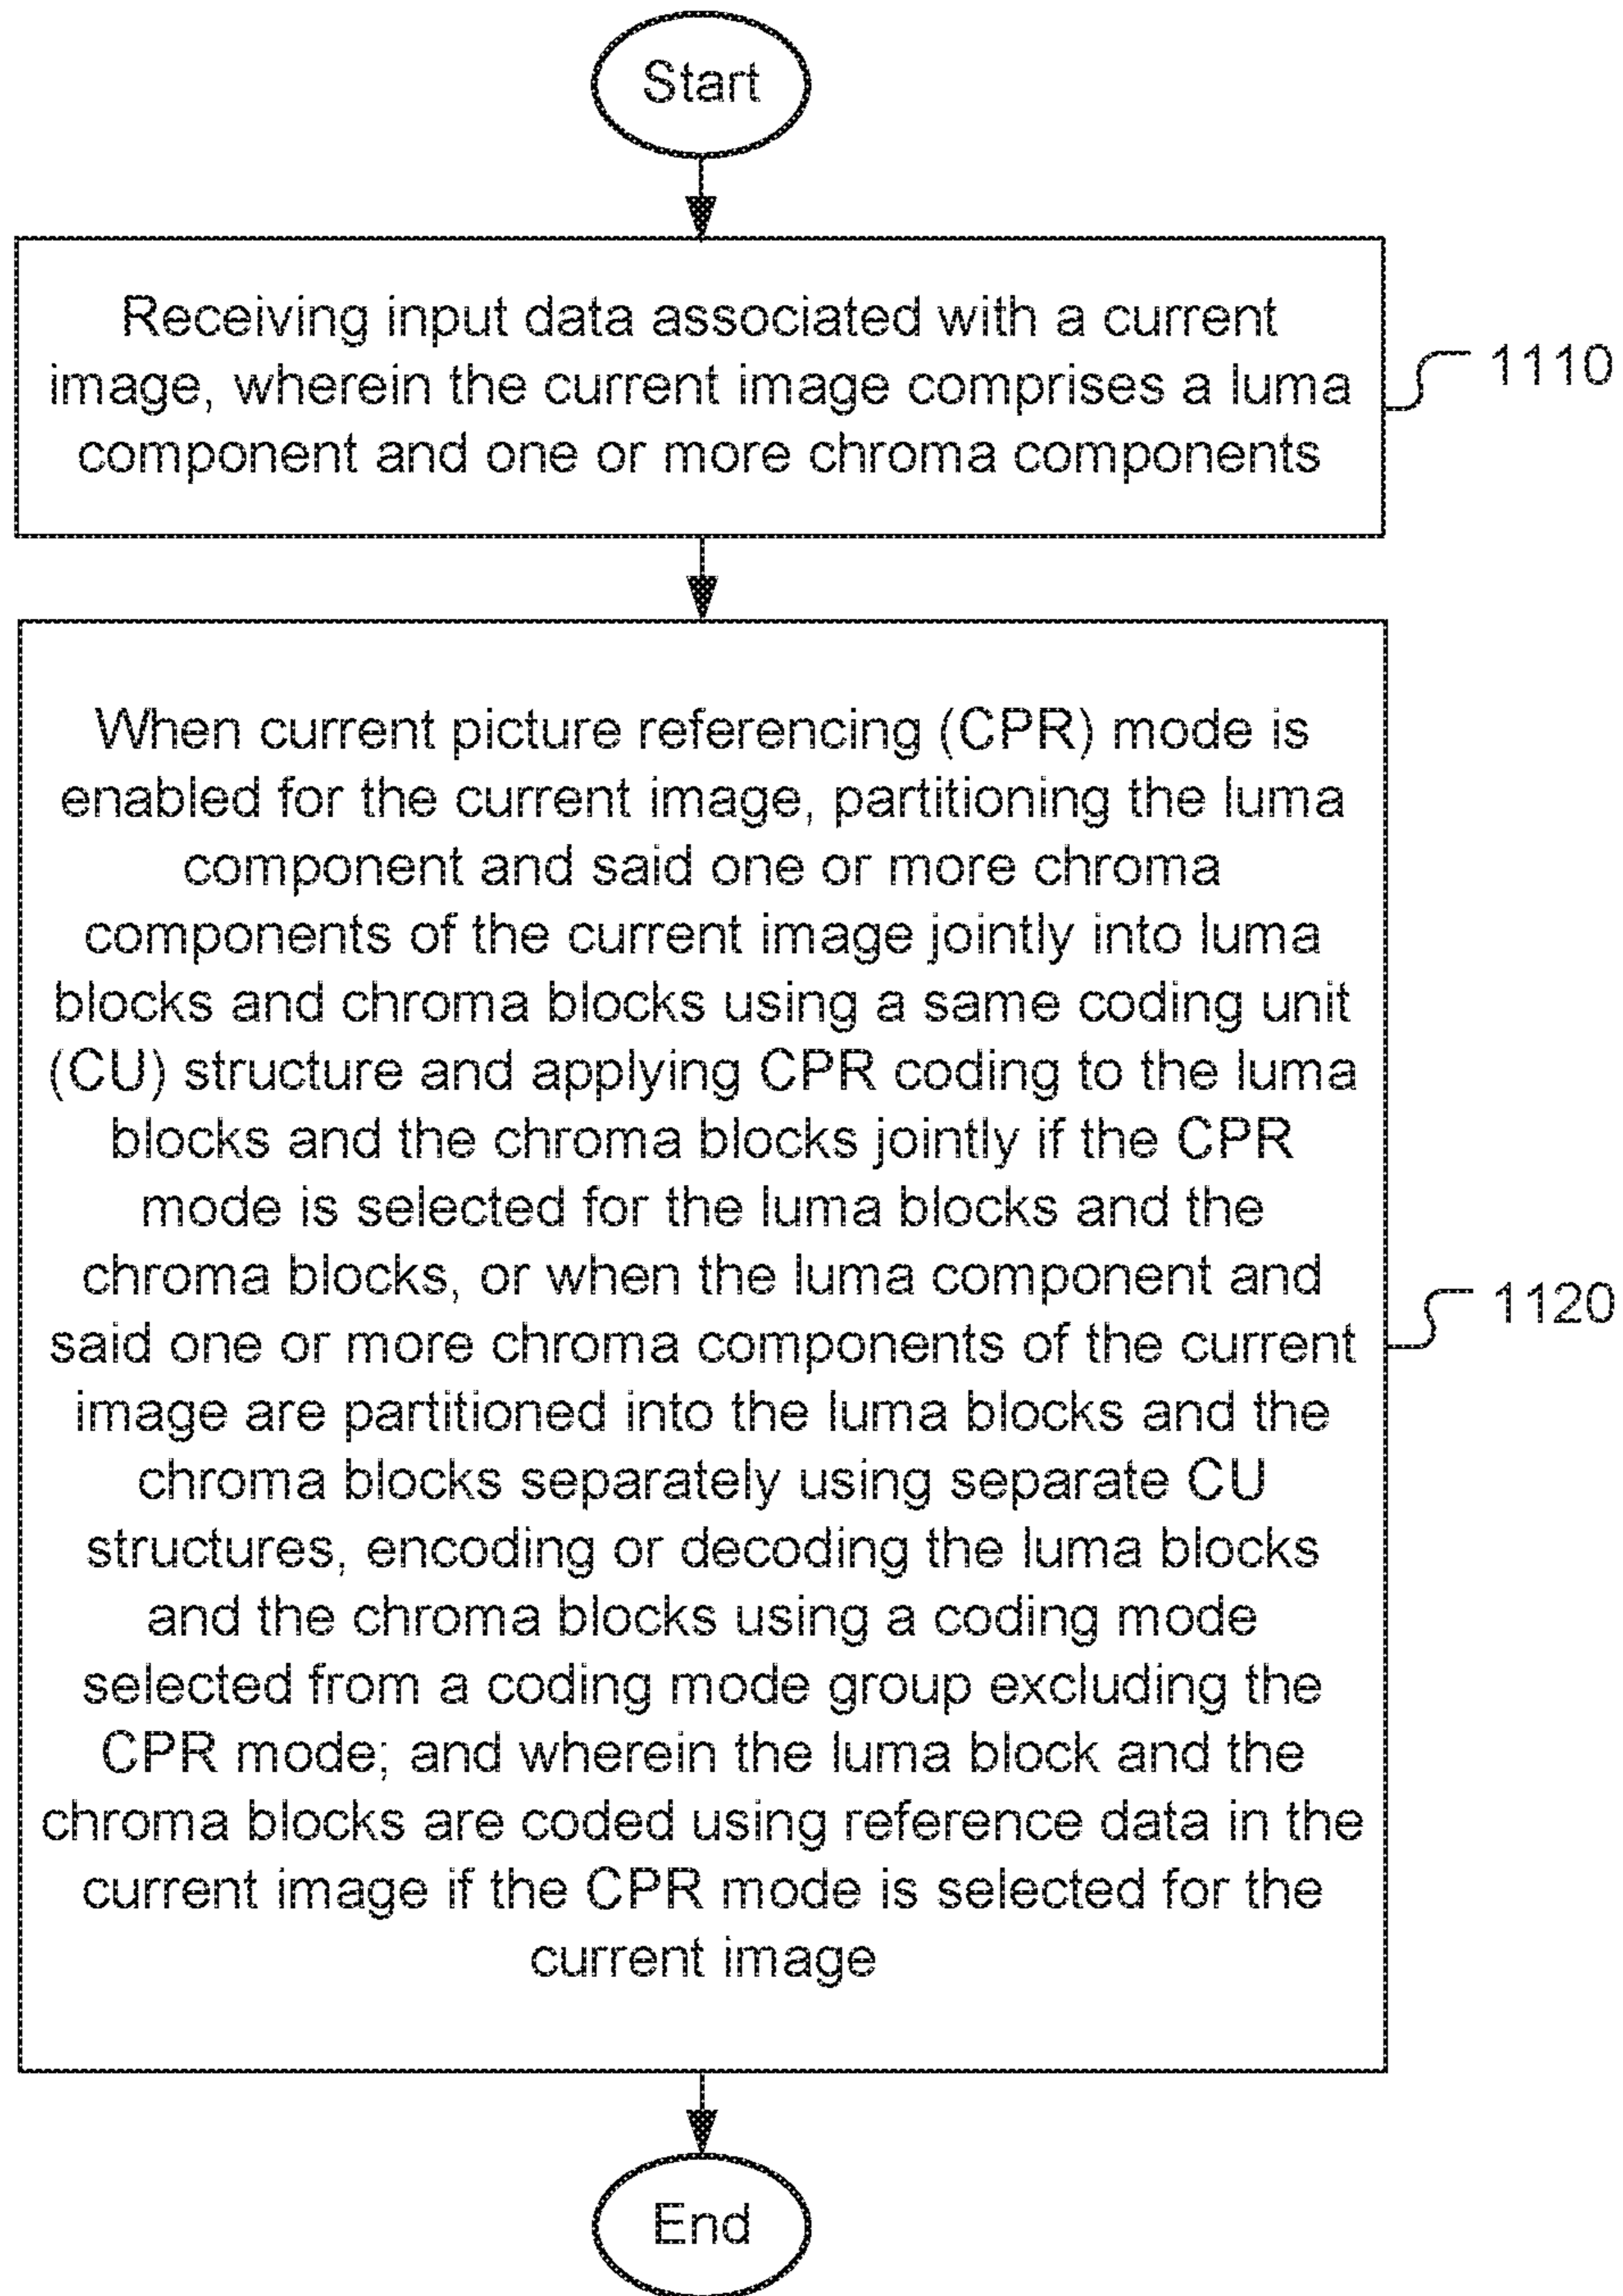 Start
Receiving input data associated with a current
image, wherein the current image comprises a luma
component and one or more chroma components
1110
When current picture referencing (CPR) mode is
enabled for the current image, partitioning the luma
component and said one or more chroma
components of the current image jointly into luma
blocks and chroma blocks using a same coding unit
(CU) structure and applying CPR coding to the luma
blocks and the chroma blocks jointly if the CPR
mode is selected for the luma blocks and the
chroma blocks, or when the luma component and
said one or more chroma components of the current
image are partitioned into the luma blocks and the
chroma blocks separately using separate CU
structures, encoding or decoding the luma blocks
and the chroma blocks using a coding mode
selected from a coding mode group excluding the
CPR mode; and wherein the luma block and the
chroma blocks are coded using reference data in the
current image if the CPR mode is selected for the
current image
1120
End